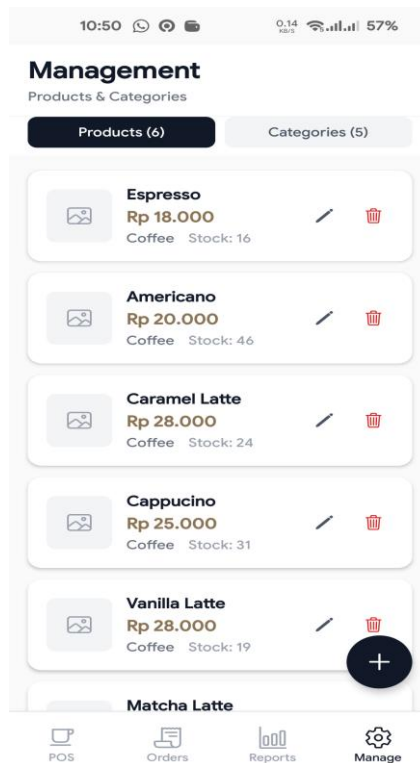 10:50 0.14 KB/S 57%
Management
Products & Categories
Products (6) Categories (5)
Espresso
Rp 18.000
Coffee Stock: 16
Americano
Rp 20.000
Coffee Stock: 46
Caramel Latte
Rp 28.000
Coffee Stock: 24
Cappucino
Rp 25.000
Coffee Stock: 31
Vanilla Latte
Rp 28.000
Coffee Stock: 19
Matcha Latte
POS Orders Reports Manage